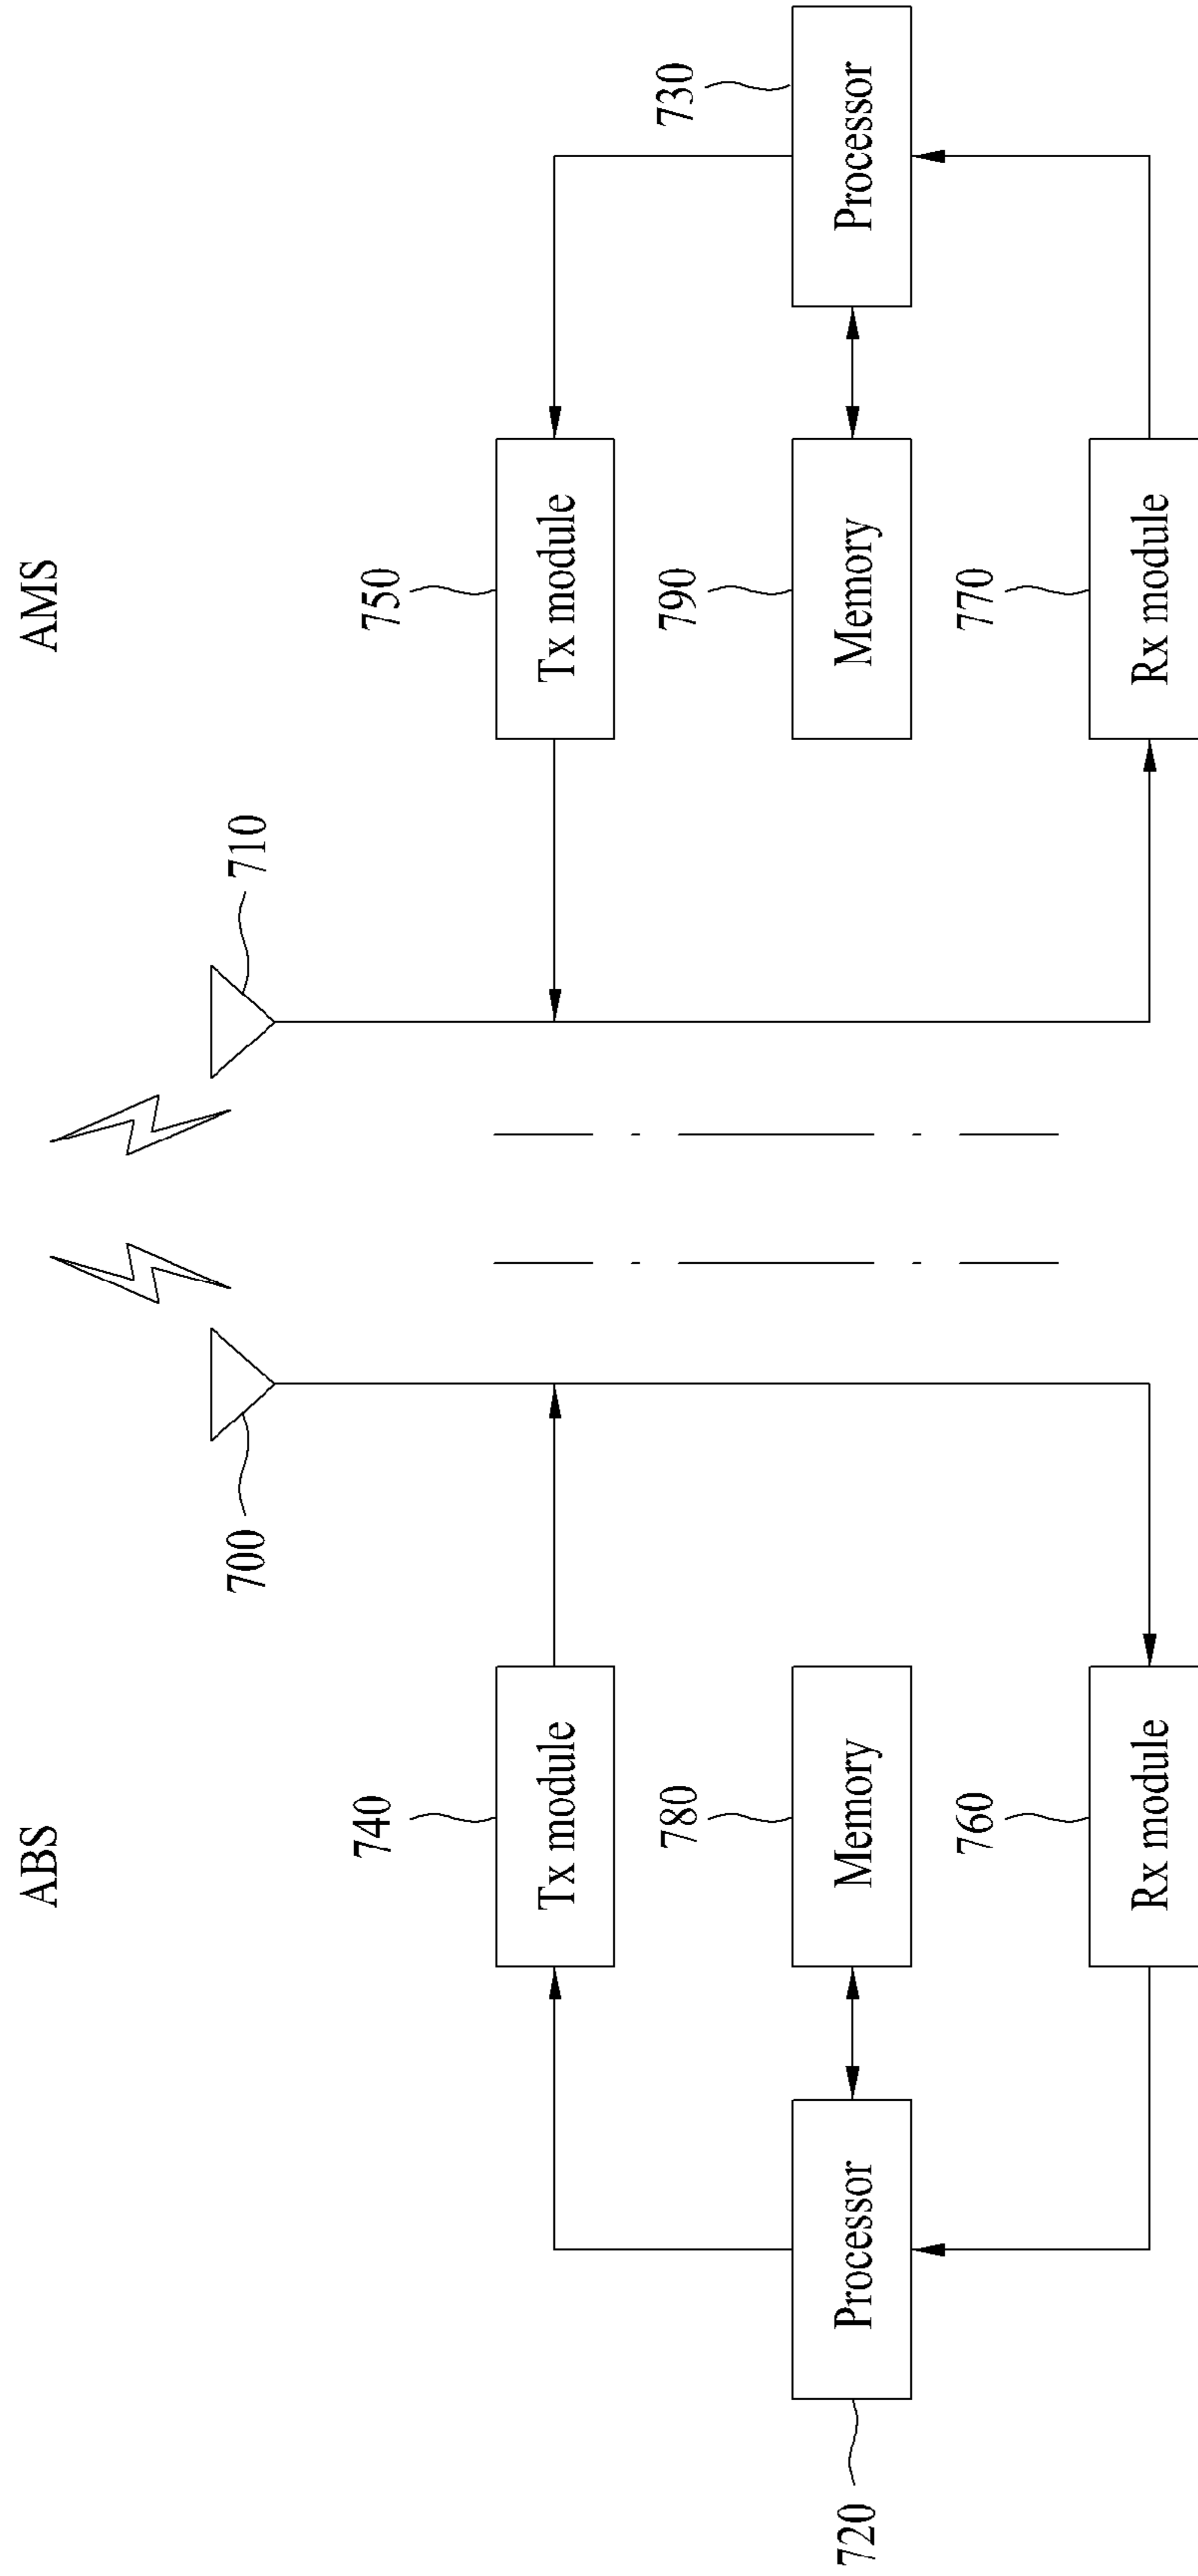 ABS
AMS
700
710
740
750
Tx module
Tx module
780
790
730
720
Processor
Memory
Memory
Processor
760
770
Rx module
Rx module